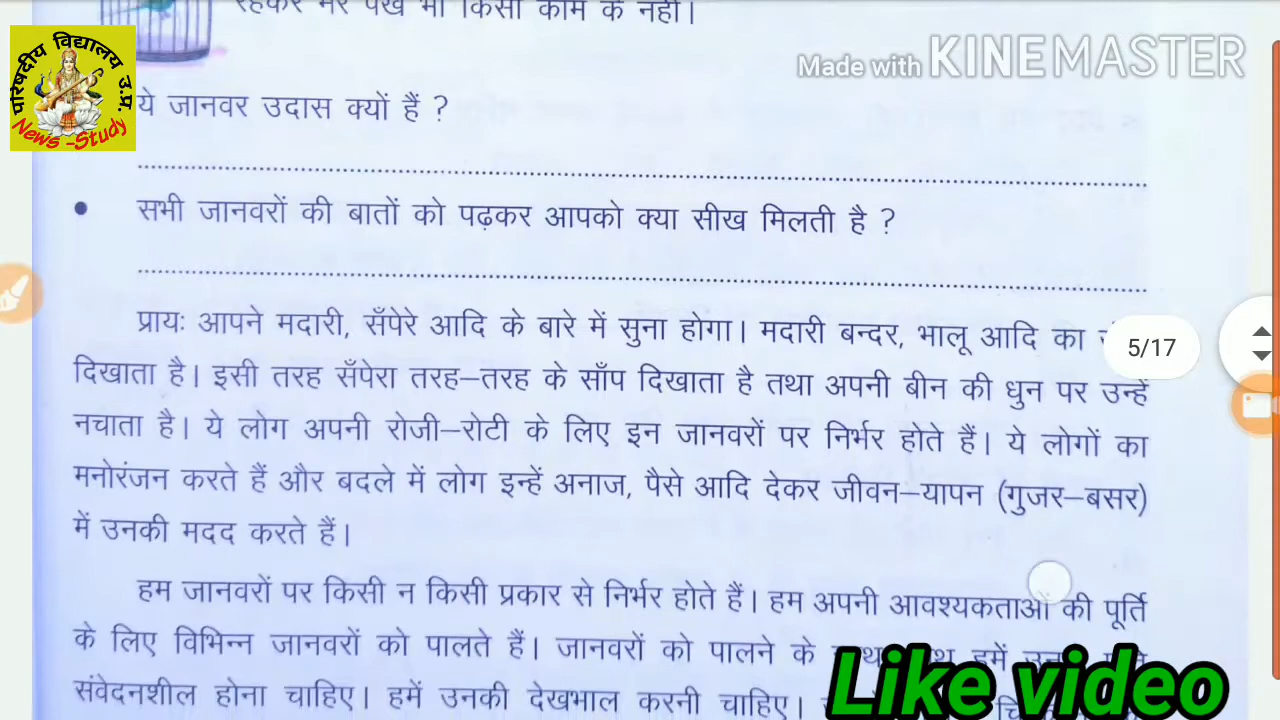 रहकर मेरे पंख भी किसी काम के नहीं।
Made with KINEMASTER
परिषदीय विद्यालय उ.प्र.
News -Study
ये जानवर उदास क्यों हैं ?
• सभी जानवरों की बातों को पढ़कर आपको क्या सीख मिलती है ?
प्रायः आपने मदारी, सँपेरे आदि के बारे में सुना होगा। मदारी बन्दर, भालू आदि का
5/17
दिखाता है। इसी तरह सँपेरा तरह–तरह के साँप दिखाता है तथा अपनी बीन की धुन पर उन्हें
नचाता है। ये लोग अपनी रोजी–रोटी के लिए इन जानवरों पर निर्भर होते हैं। ये लोगों का
मनोरंजन करते हैं और बदले में लोग इन्हें अनाज, पैसे आदि देकर जीवन–यापन (गुजर–बसर)
में उनकी मदद करते हैं।
हम जानवरों पर किसी न किसी प्रकार से निर्भर होते हैं। हम अपनी आवश्यकताओं की पूर्ति
के लिए विभिन्न जानवरों को पालते हैं। जानवरों को पालने के हमें
संवेदनशील होना चाहिए। हमें उनकी देखभाल करनी चाहिए।
Like video